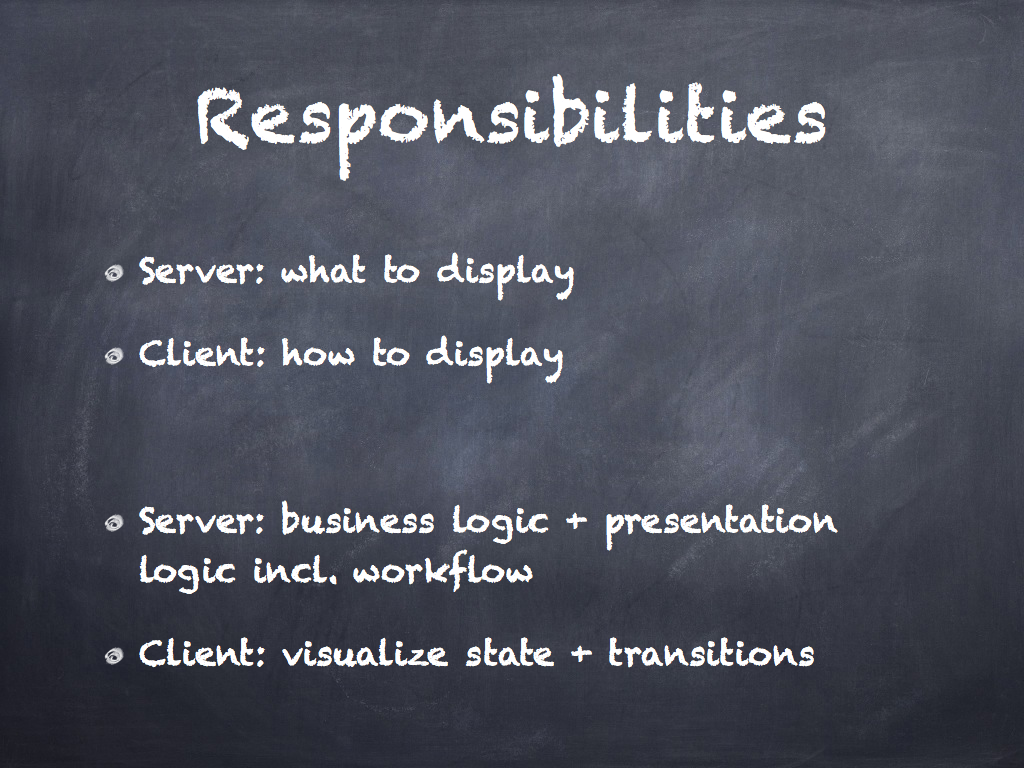 Responsibilities
Server: what to display
Client: how to display
Server: business logic + presentation
logic incl. workflow
Client: visualize state + transitions